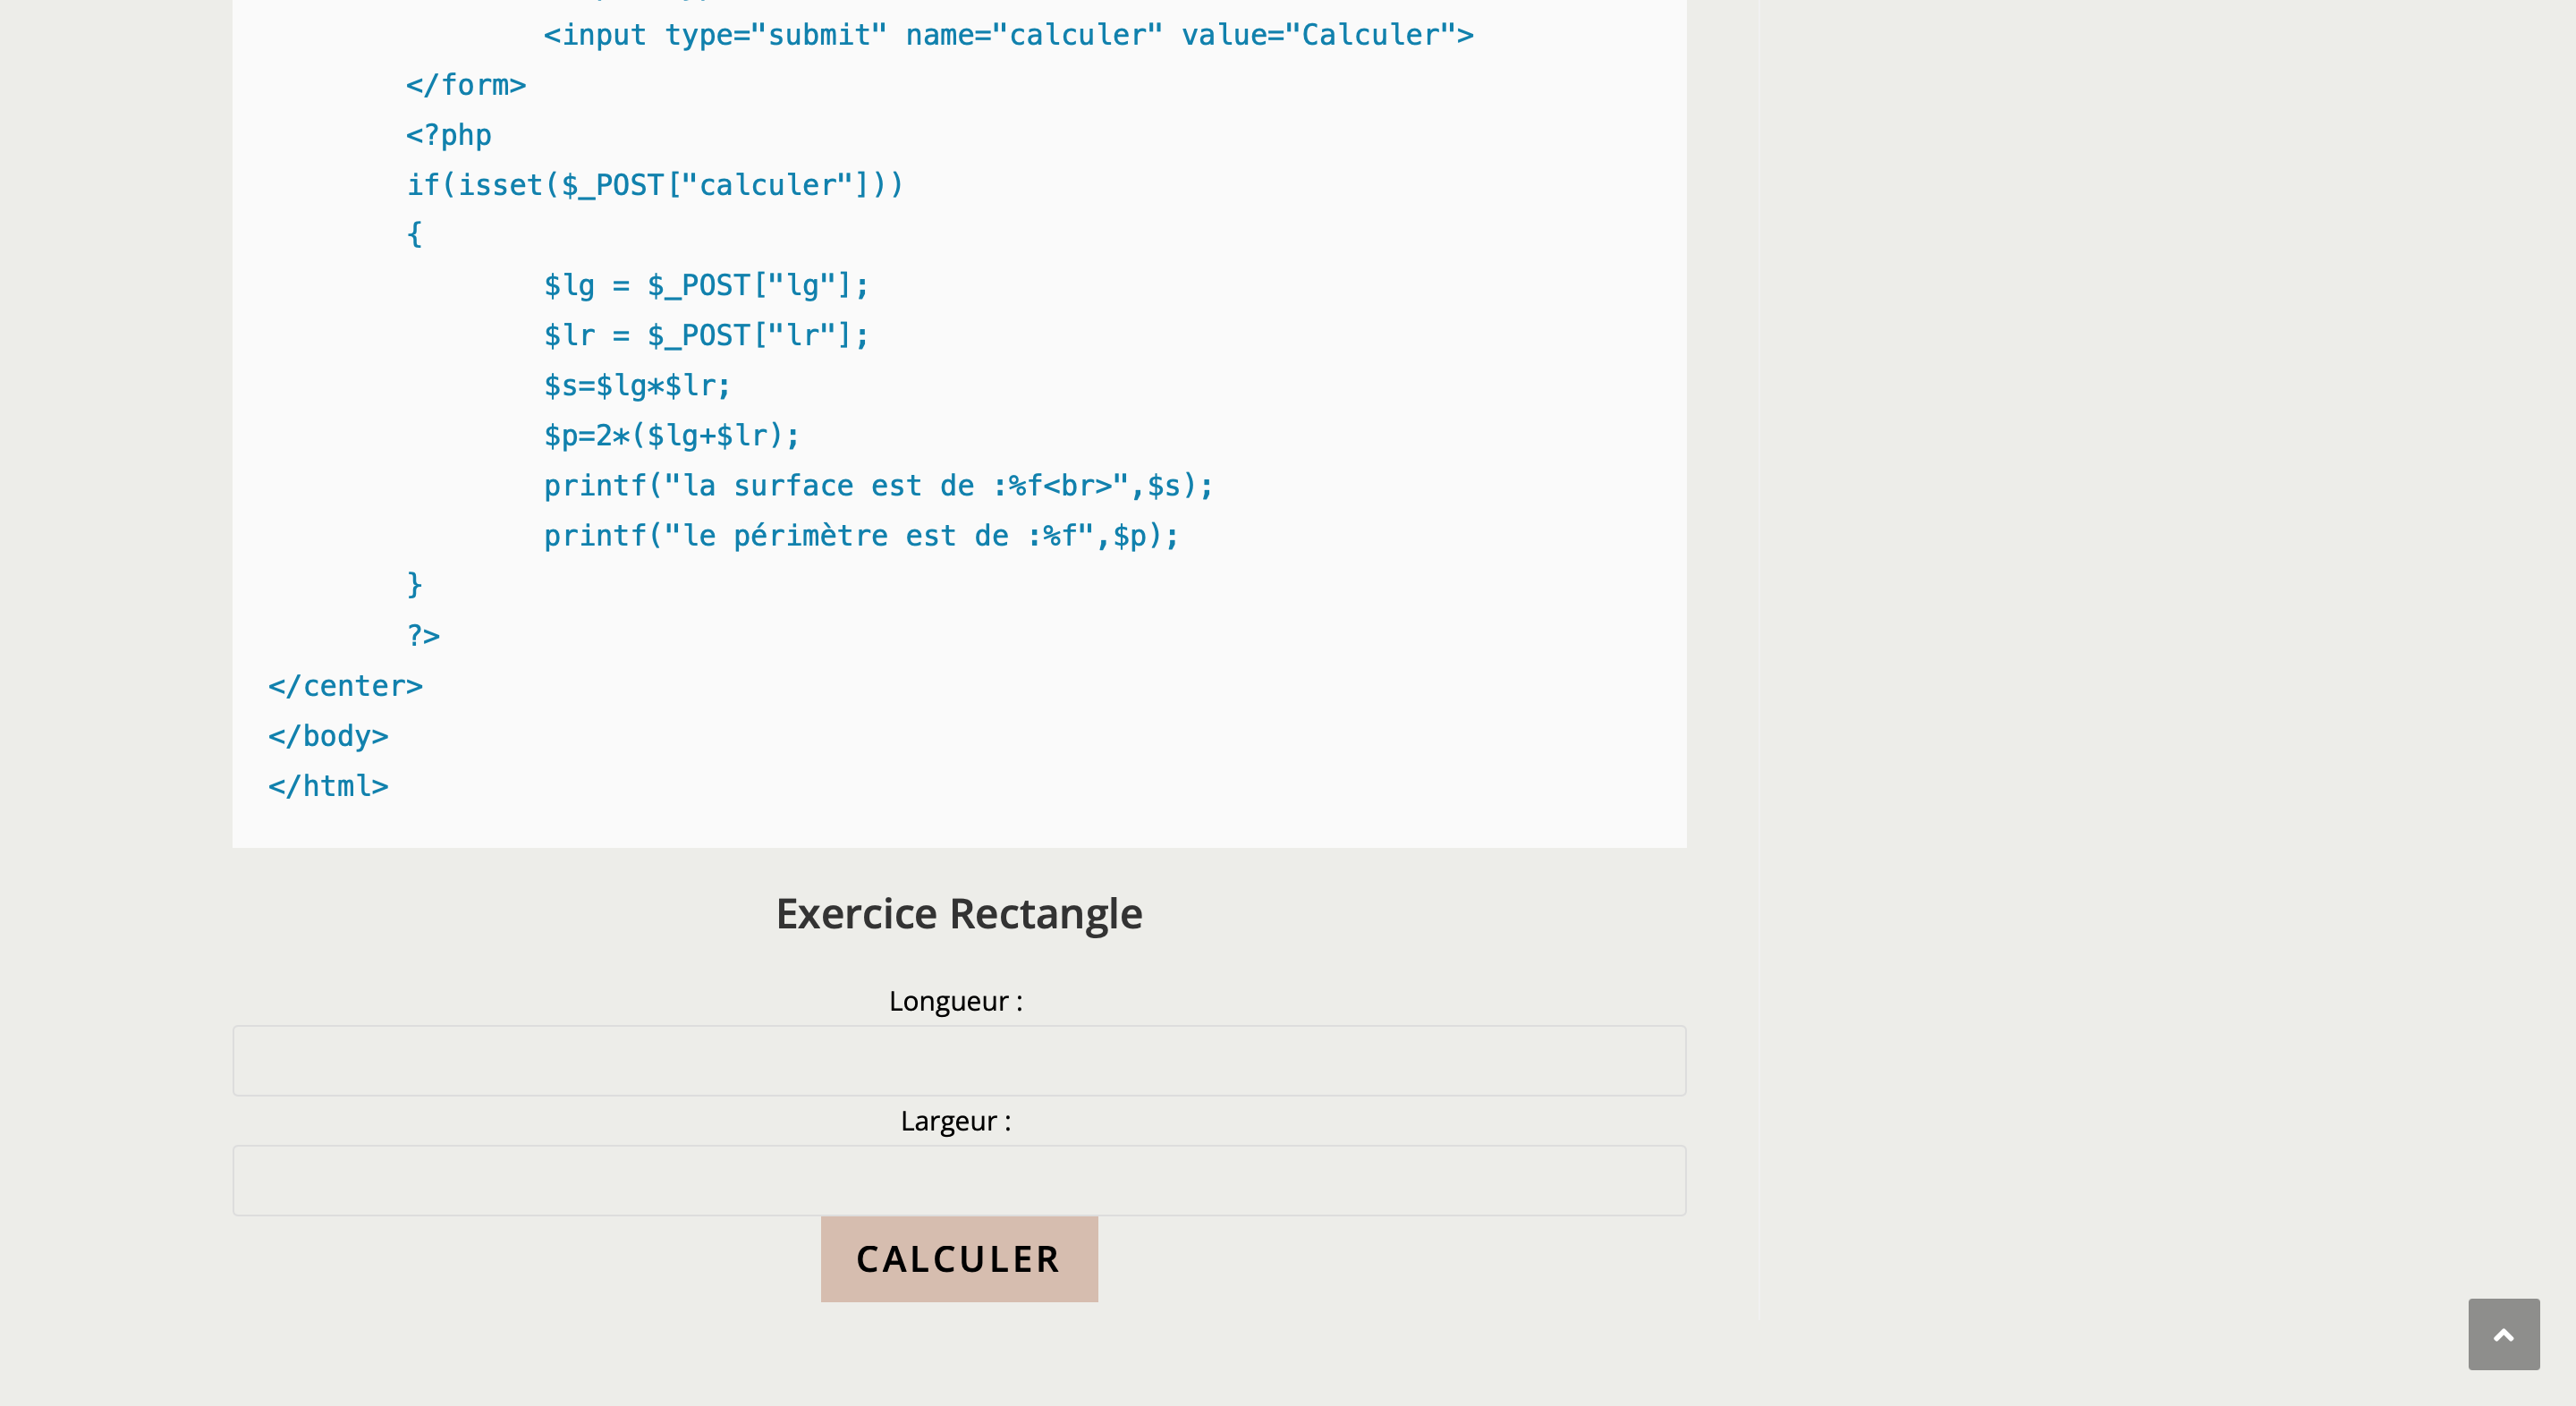 <input type="submit" name="calculer" value="Calculer">
</form>
<?php
if(isset($_POST["calculer"]))
{
$lg = $_POST["lg"];
$lr = $_POST["lr"];
$s=$lg*$lr;
$p=2*($lg+$lr);
printf("la surface est de :%f<br>",$s);
printf("le périmètre est de :%f",$p);
}
?>
</center>
</body>
</html>
Exercice Rectangle
Longueur :
Largeur :
CALCULER